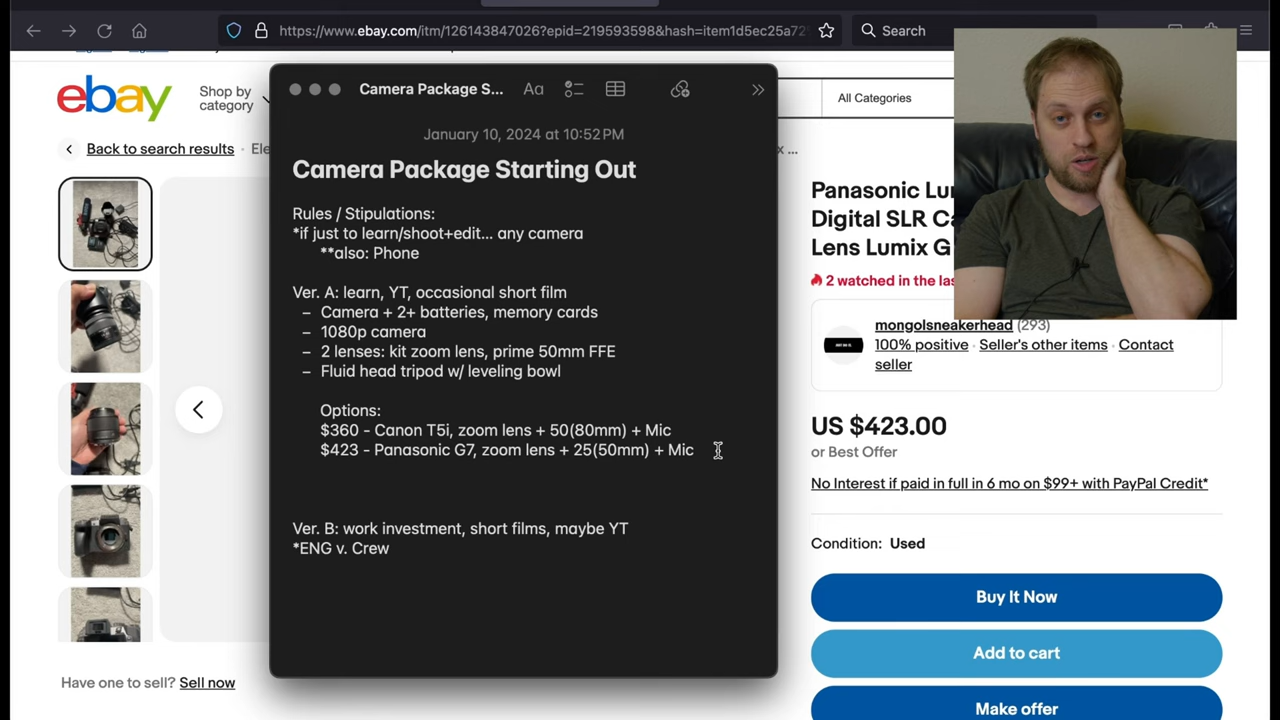 https://www.ebay.com/itm/126143847026?epid=219593598&hash=item1d5ec25a72
Search
ebay
Shop by
category
All Categories
Back to search results
Ele
x ...
Camera Package S...
Aa
January 10, 2024 at 10:52 PM
Camera Package Starting Out
Rules / Stipulations:
*if just to learn/shoot+edit... any camera
**also: Phone
Ver. A: learn, YT, occasional short film
– Camera + 2+ batteries, memory cards
– 1080p camera
– 2 lenses: kit zoom lens, prime 50mm FFE
– Fluid head tripod w/ leveling bowl
Options:
$360 - Canon T5i, zoom lens + 50(80mm) + Mic
$423 - Panasonic G7, zoom lens + 25(50mm) + Mic
Ver. B: work investment, short films, maybe YT
*ENG v. Crew
Panasonic Lu
Digital SLR Ca
Lens Lumix G
2 watched in the las
mongolsneakerhead (293)
100% positive · Seller's other items · Contact
seller
US $423.00
or Best Offer
No Interest if paid in full in 6 mo on $99+ with PayPal Credit*
Condition: Used
Buy It Now
Add to cart
Make offer
Have one to sell? Sell now